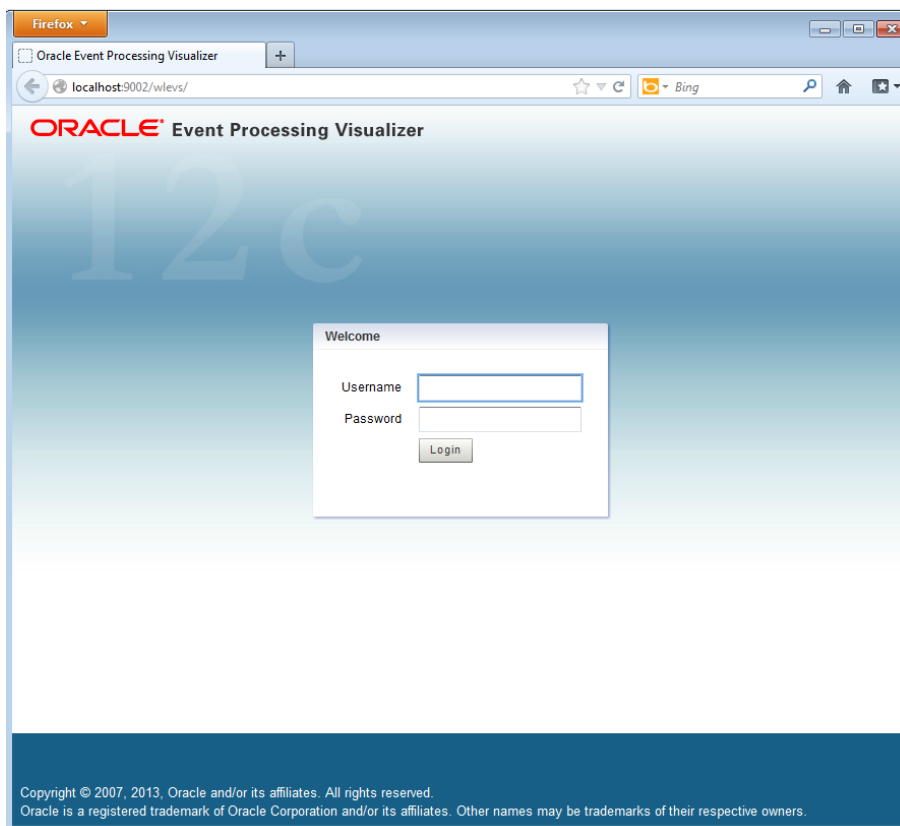 Firefox
Oracle Event Processing Visualizer
localhost:9002/wlevs/
Bing
ORACLE Event Processing Visualizer
12c
Welcome
Username
Password
Login
Copyright © 2007, 2013, Oracle and/or its affiliates. All rights reserved.
Oracle is a registered trademark of Oracle Corporation and/or its affiliates. Other names may be trademarks of their respective owners.